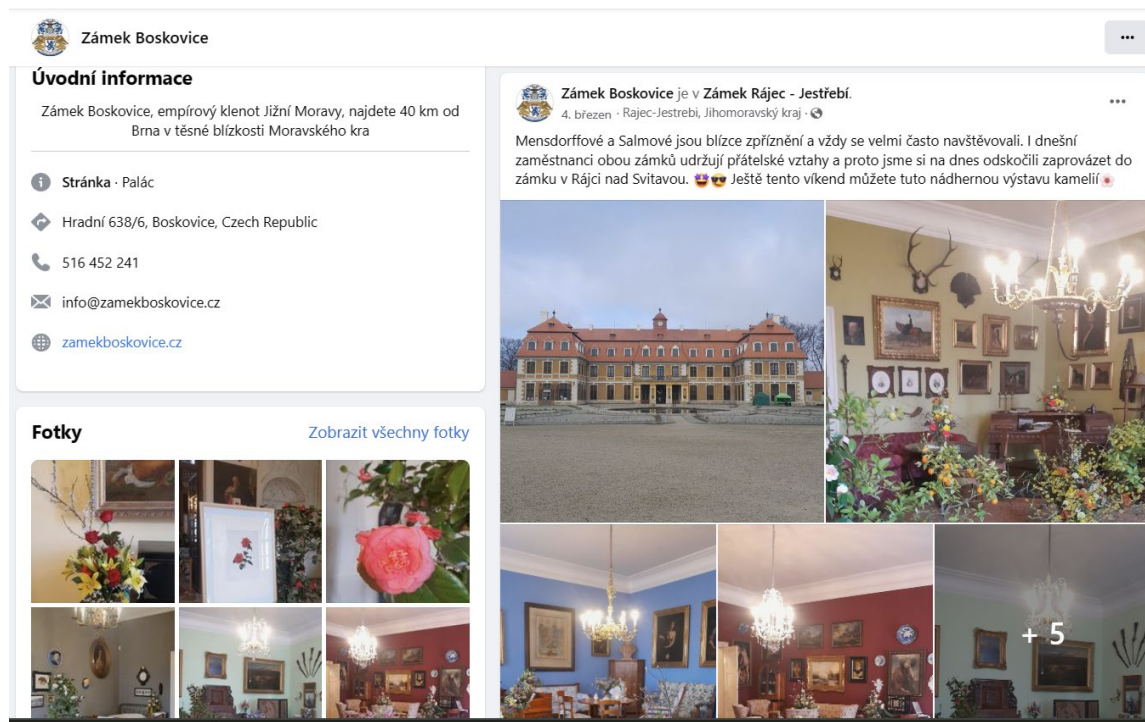 Zámek Boskovice
Úvodní informace
Zámek Boskovice, empírový klenot Jižní Moravy, najdete 40 km od
Brna v těsné blízkosti Moravského kra
Stránka · Palác
Hradní 638/6, Boskovice, Czech Republic
516 452 241
info@zamekboskovice.cz
zamekboskovice.cz
Fotky
Zobrazit všechny fotky
Zámek Boskovice je v Zámek Rájec - Jestřebí.
4. březen · Rajec-Jestrebi, Jihomoravský kraj ·
Mensdorffové a Salmové jsou blízce zpříznění a vždy se velmi často navštěvovali. I dnešní
zaměstnanci obou zámků udržují přátelské vztahy a proto jsme si na dnes odskočili zaprovázet do
zámku v Rájci nad Svitavou. 🤩😎 Ještě tento víkend můžete tuto nádhernou výstavu kamelií🌸
+ 5